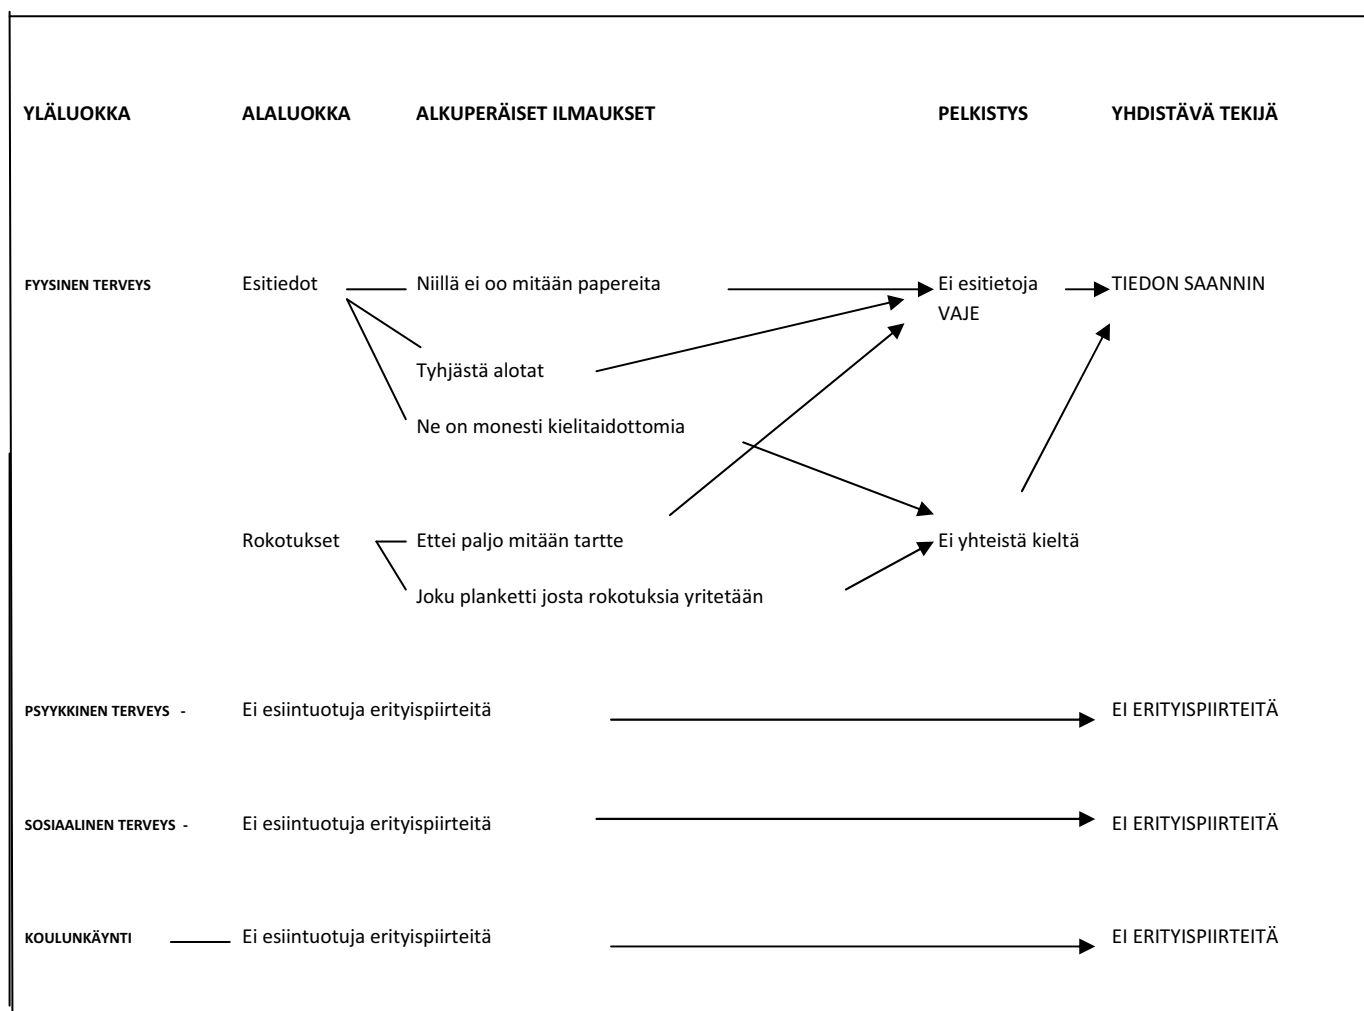 YLÄLUOKKA ALALUOKKA ALKUPERÄISET ILMAUKSET PELKISTYS YHDISTÄVÄ TEKIJÄ
FYYSINEN TERVEYS Esitiedot Niillä ei oo mitään papereita Ei esitietoja TIEDON SAANNIN
VAJE
Tyhjästä alotat
Ne on monesti kielitaidottomia
Rokotukset Ettei paljo mitään tartte Ei yhteistä kieltä
Joku planketti josta rokotuksia yritetään
PSYYKKINEN TERVEYS - Ei esiintuotuja erityispiirteitä EI ERITYISPIIRTEITÄ
SOSIAALINEN TERVEYS - Ei esiintuotuja erityispiirteitä EI ERITYISPIIRTEITÄ
KOULUNKÄYNTI Ei esiintuotuja erityispiirteitä EI ERITYISPIIRTEITÄ